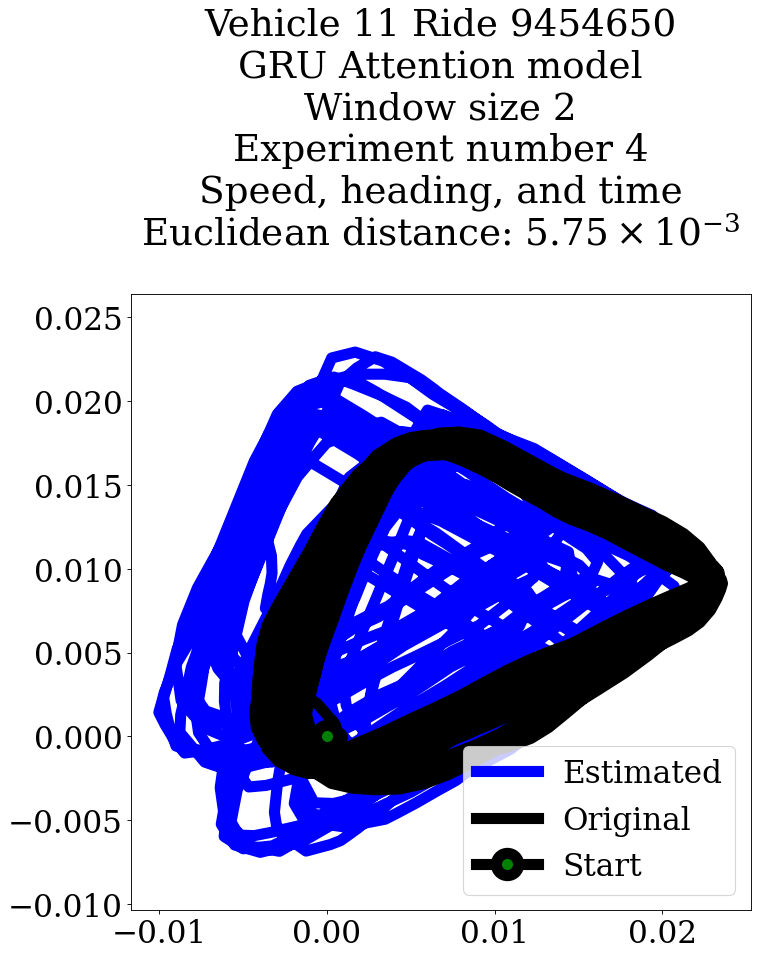 Vehicle 11 Ride 9454650
GRU Attention model
Window size 2
Experiment number 4
Speed, heading, and time
Euclidean distance: 5.75 × 10⁻³
0.025
0.020
0.015
0.010
0.005
0.000
−0.005
−0.010
−0.01 0.00 0.01 0.02
Estimated
Original
Start